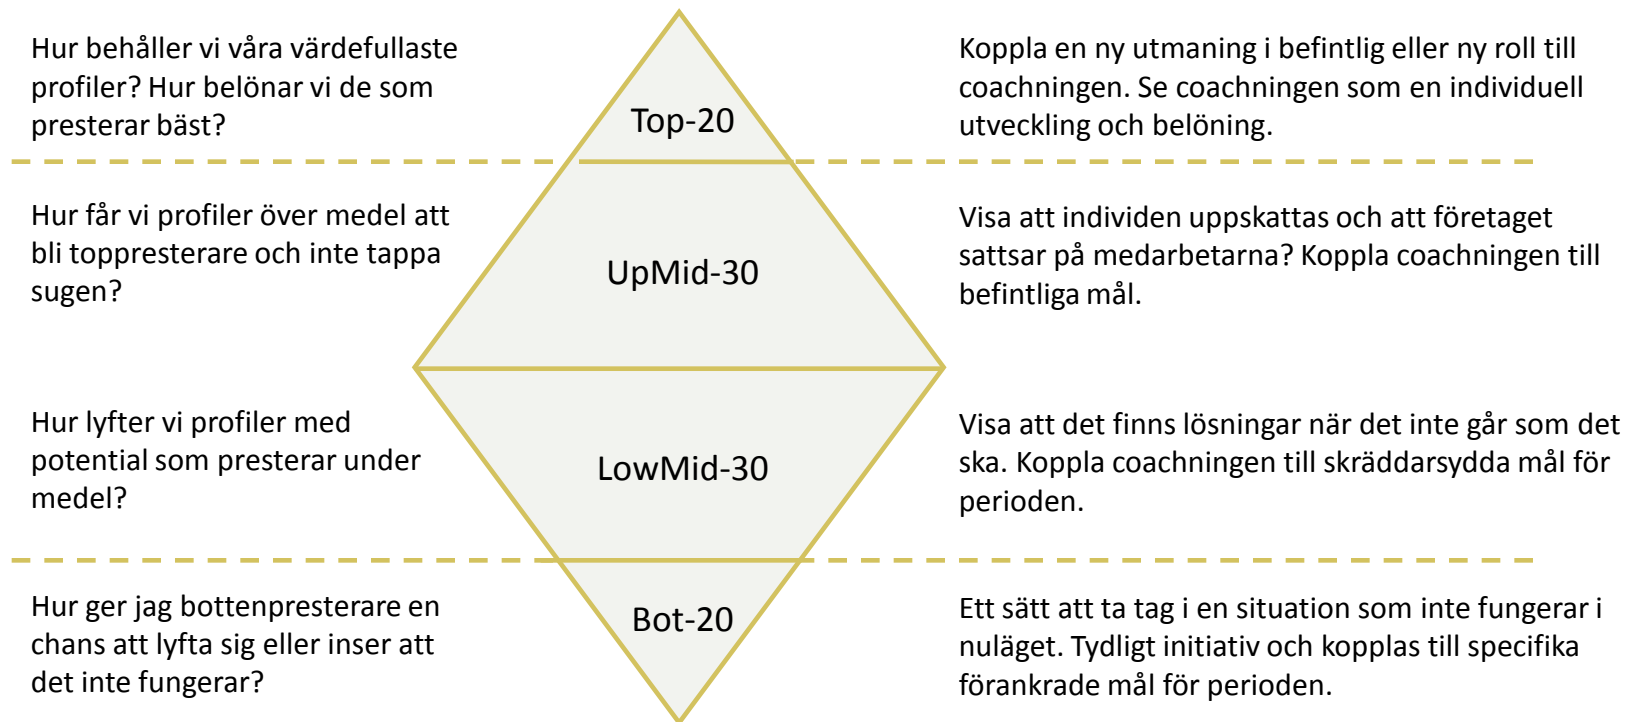 Hur behåller vi våra värdefullaste
profiler? Hur belönar vi de som
presterar bäst?
Top-20
Koppla en ny utmaning i befintlig eller ny roll till
coachningen. Se coachningen som en individuell
utveckling och belöning.
Hur får vi profiler över medel att
bli toppresterare och inte tappa
sugen?
UpMid-30
Visa att individen uppskattas och att företaget
sattsar på medarbetarna? Koppla coachningen till
befintliga mål.
Hur lyfter vi profiler med
potential som presterar under
medel?
LowMid-30
Visa att det finns lösningar när det inte går som det
ska. Koppla coachningen till skräddarsydda mål för
perioden.
Hur ger jag bottenpresterare en
chans att lyfta sig eller inser att
det inte fungerar?
Bot-20
Ett sätt att ta tag i en situation som inte fungerar i
nuläget. Tydligt initiativ och kopplas till specifika
förankrade mål för perioden.